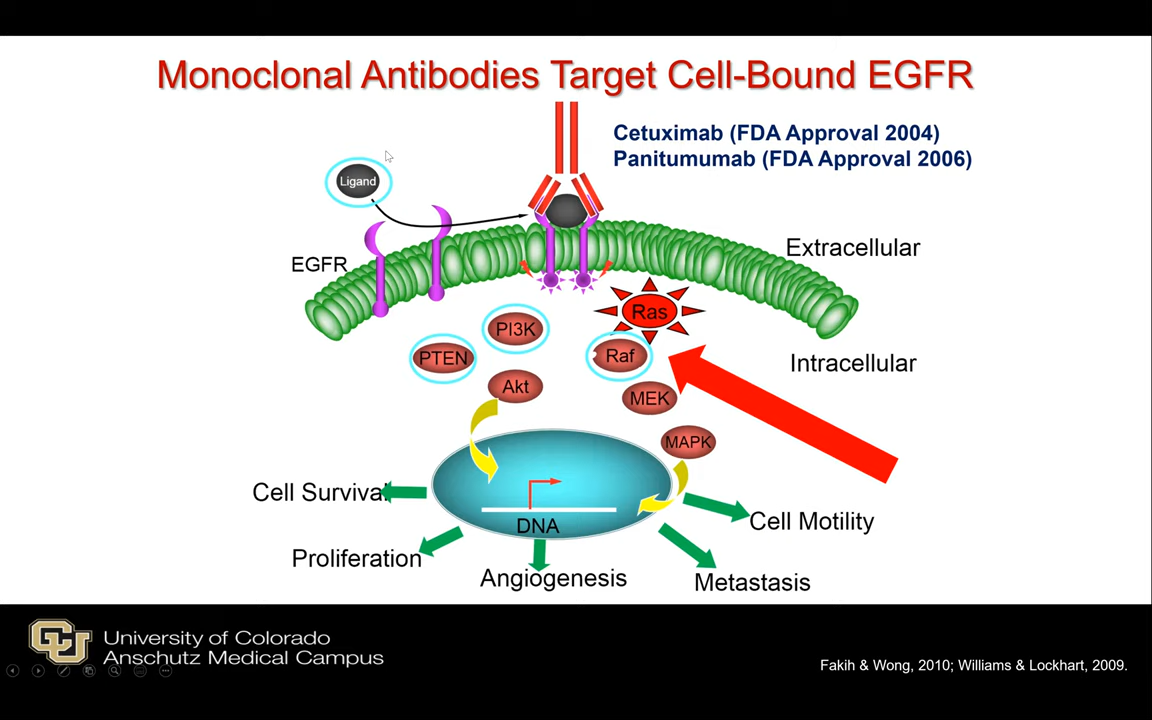 Monoclonal Antibodies Target Cell-Bound EGFR
Cetuximab (FDA Approval 2004)
Panitumumab (FDA Approval 2006)
Ligand
EGFR
Extracellular
Ras
PI3K
PTEN
Raf
Intracellular
Akt
MEK
MAPK
Cell Survival
DNA
Cell Motility
Proliferation
Angiogenesis
Metastasis
CU
University of Colorado
Anschutz Medical Campus
Fakih & Wong, 2010; Williams & Lockhart, 2009.